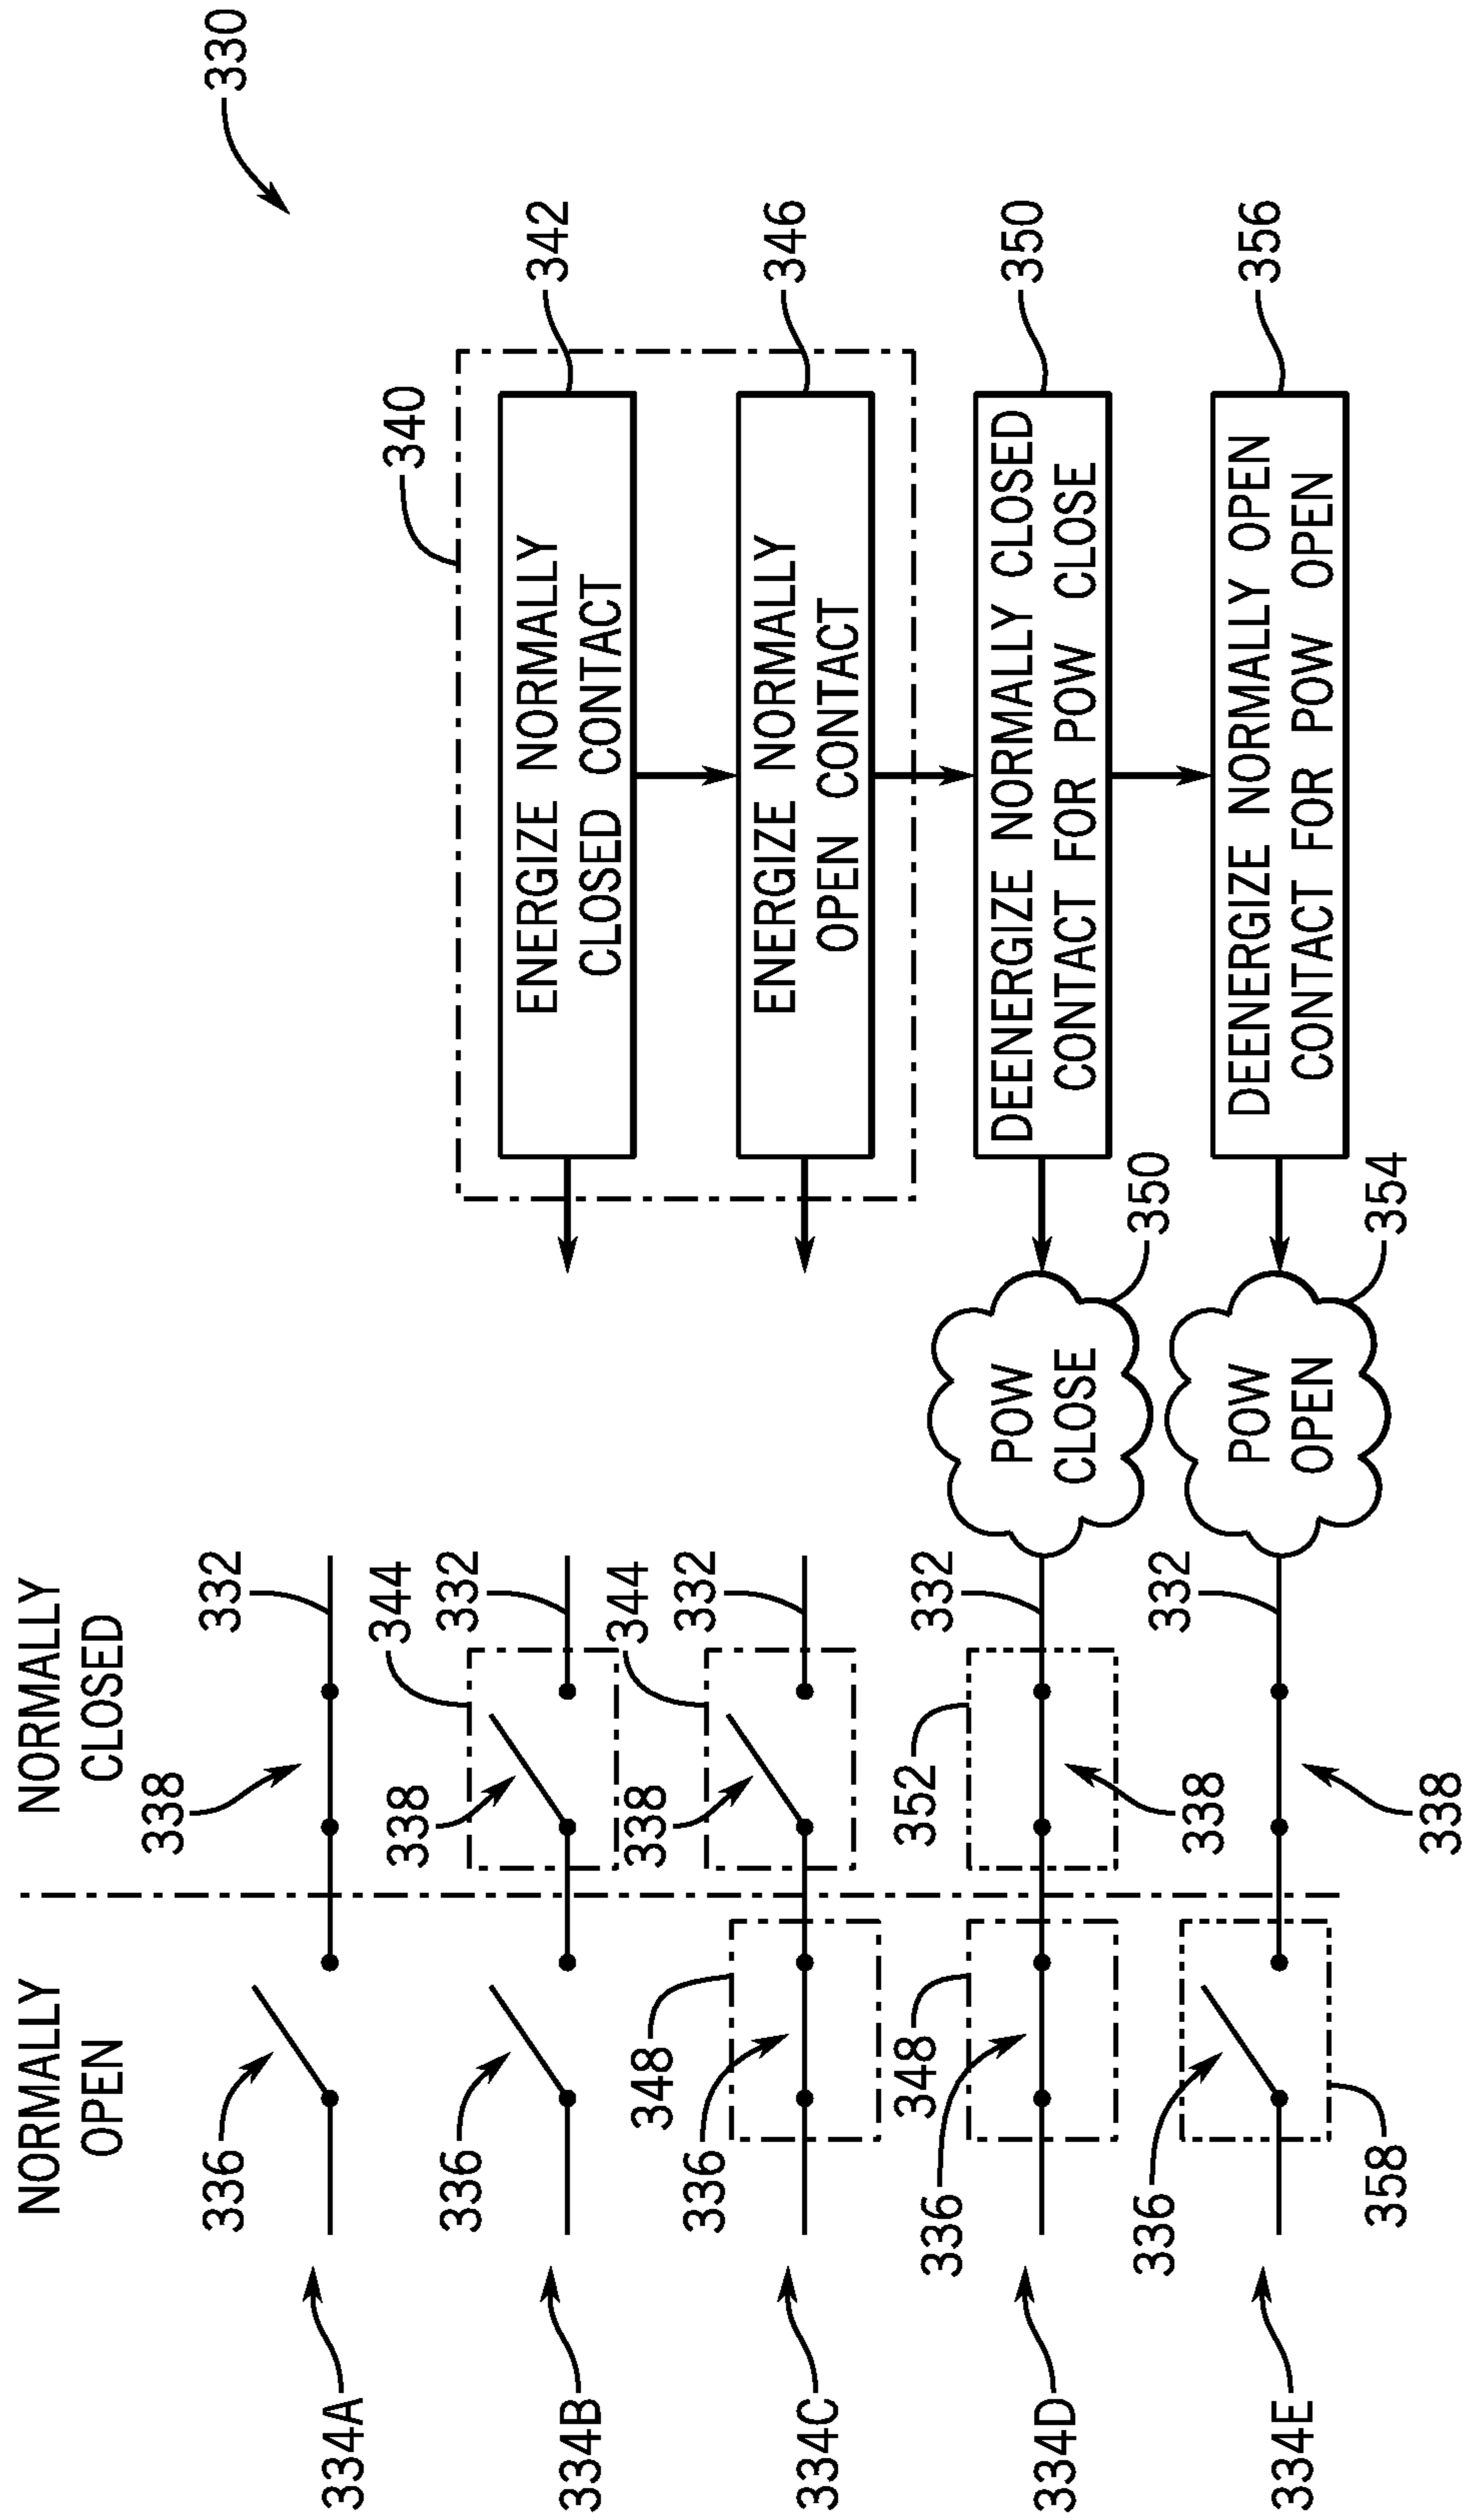 330
NORMALLY
OPEN
NORMALLY
CLOSED
334A
336
338
332
340
334B
336
338
344
332
ENERGIZE NORMALLY
CLOSED CONTACT
342
334C
336
348
338
344
332
ENERGIZE NORMALLY
OPEN CONTACT
346
334D
336
348
352
338
332
POW
CLOSE
350
DEENERGIZE NORMALLY CLOSED
CONTACT FOR POW CLOSE
350
334E
336
358
338
332
POW
OPEN
354
DEENERGIZE NORMALLY OPEN
CONTACT FOR POW OPEN
356